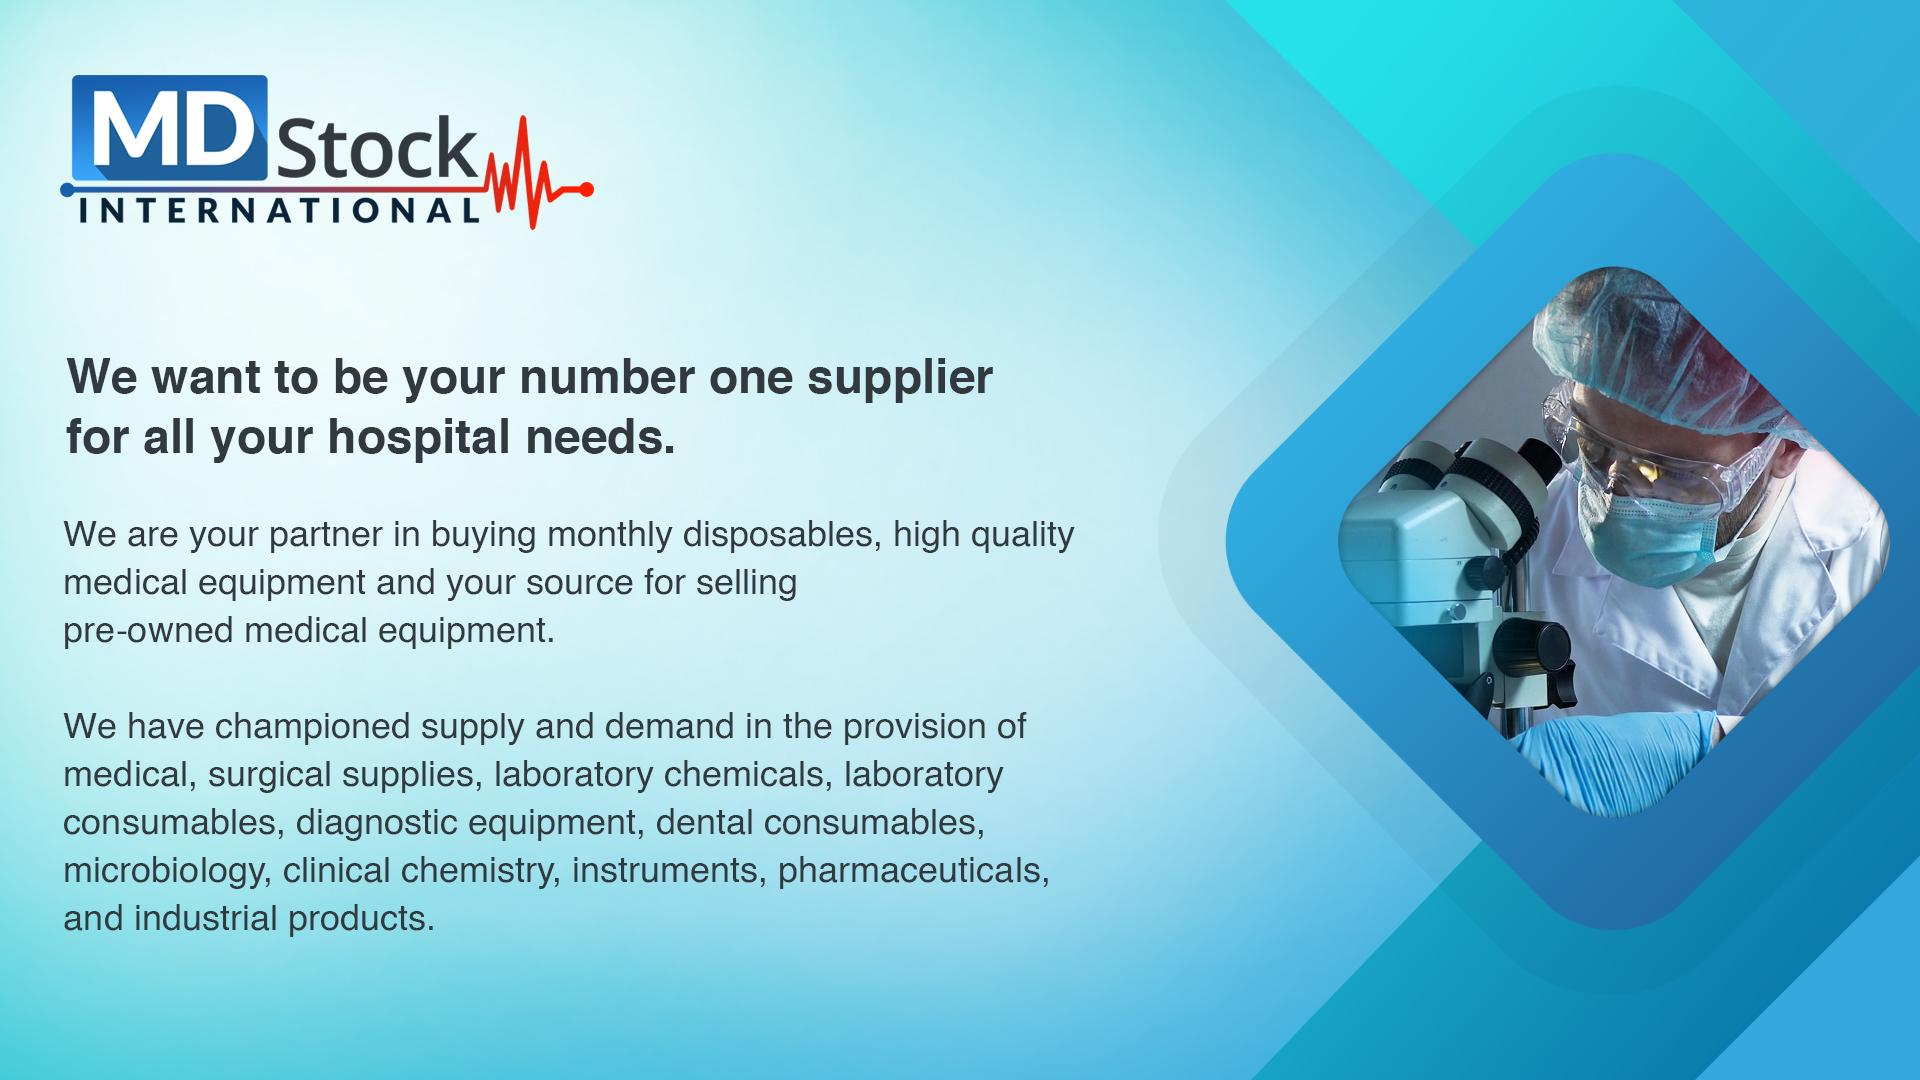 MD Stock
INTERNATIONAL
We want to be your number one supplier
for all your hospital needs.
We are your partner in buying monthly disposables, high quality
medical equipment and your source for selling
pre-owned medical equipment.
We have championed supply and demand in the provision of
medical, surgical supplies, laboratory chemicals, laboratory
consumables, diagnostic equipment, dental consumables,
microbiology, clinical chemistry, instruments, pharmaceuticals,
and industrial products.